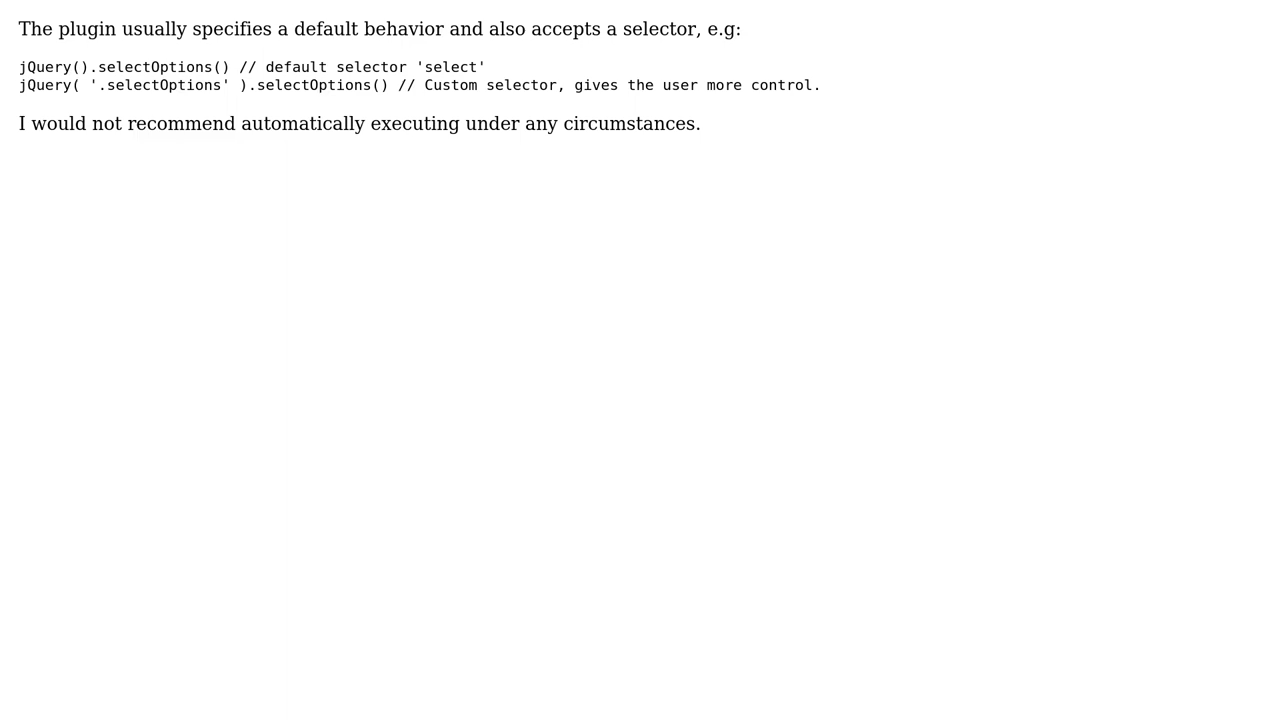 The plugin usually specifies a default behavior and also accepts a selector, e.g:
jQuery().selectOptions() // default selector 'select'
jQuery( '.selectOptions' ).selectOptions() // Custom selector, gives the user more control.
I would not recommend automatically executing under any circumstances.